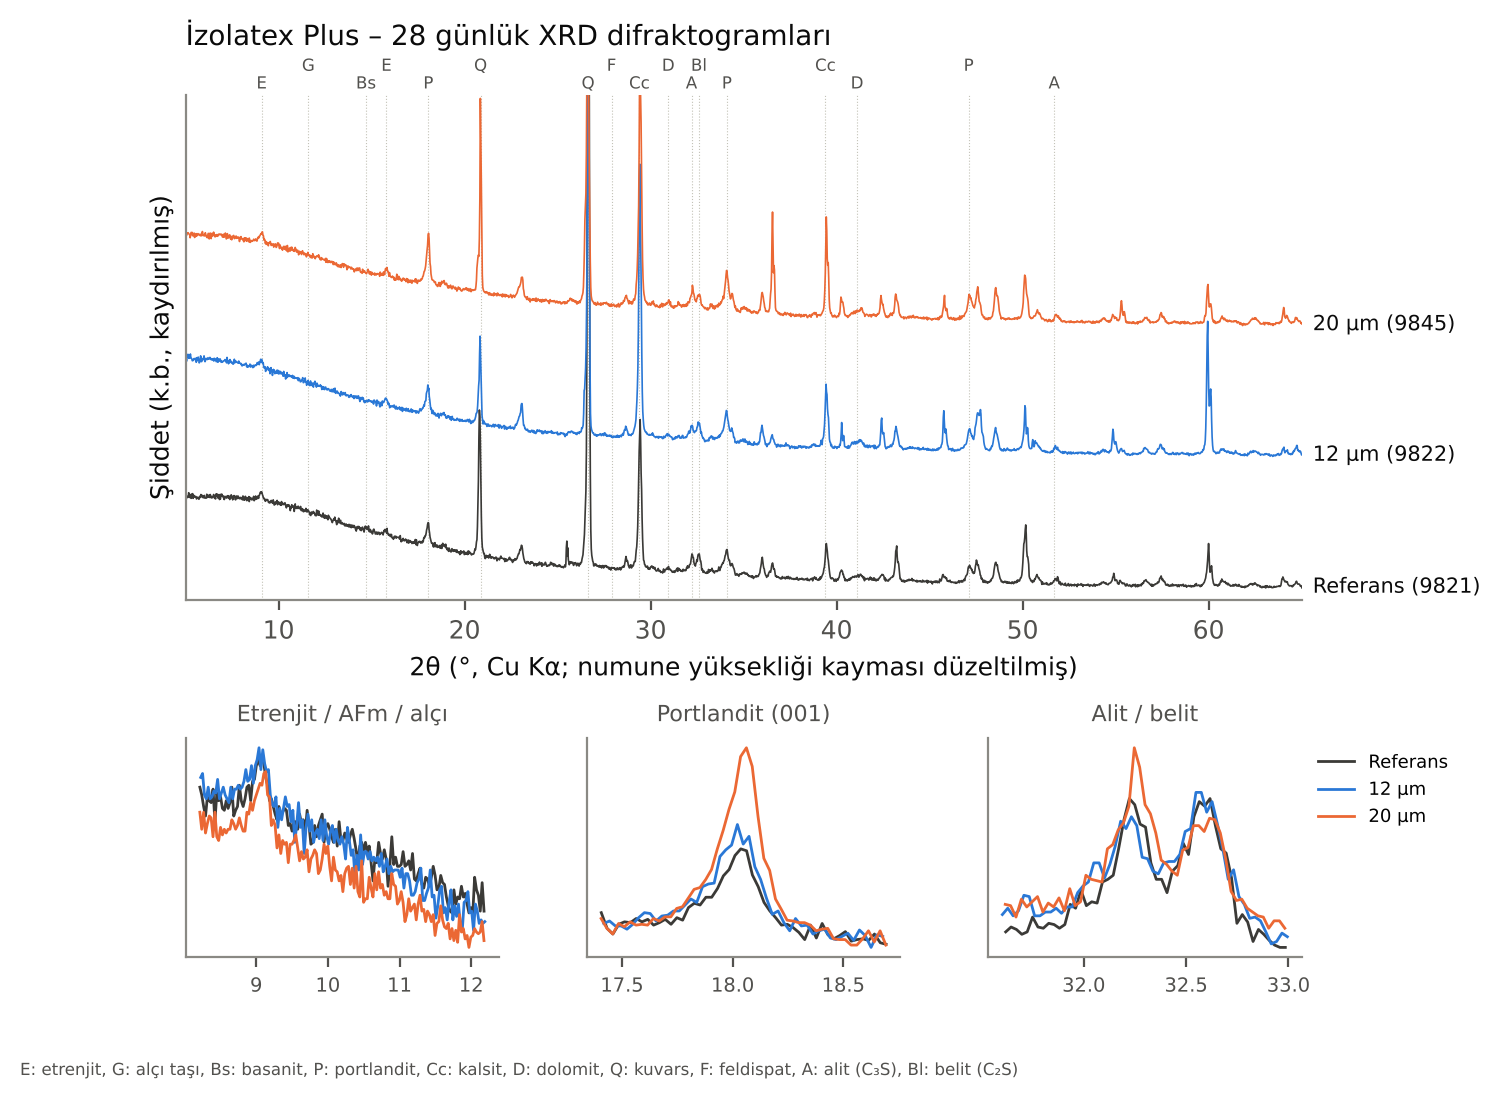 İzolatex Plus – 28 günlük XRD difraktogramları
G E Q F D Bl Cc P
E Bs P Q Cc A P D A
Şiddet (k.b., kaydırılmış)
20 µm (9845)
12 µm (9822)
Referans (9821)
10 20 30 40 50 60
2θ (°, Cu Kα; numune yüksekliği kayması düzeltilmiş)
Etrenjit / AFm / alçı
Portlandit (001)
Alit / belit
Referans
12 µm
20 µm
9 10 11 12
17.5 18.0 18.5
32.0 32.5 33.0
E: etrenjit, G: alçı taşı, Bs: basanit, P: portlandit, Cc: kalsit, D: dolomit, Q: kuvars, F: feldispat, A: alit (C₃S), Bl: belit (C₂S)